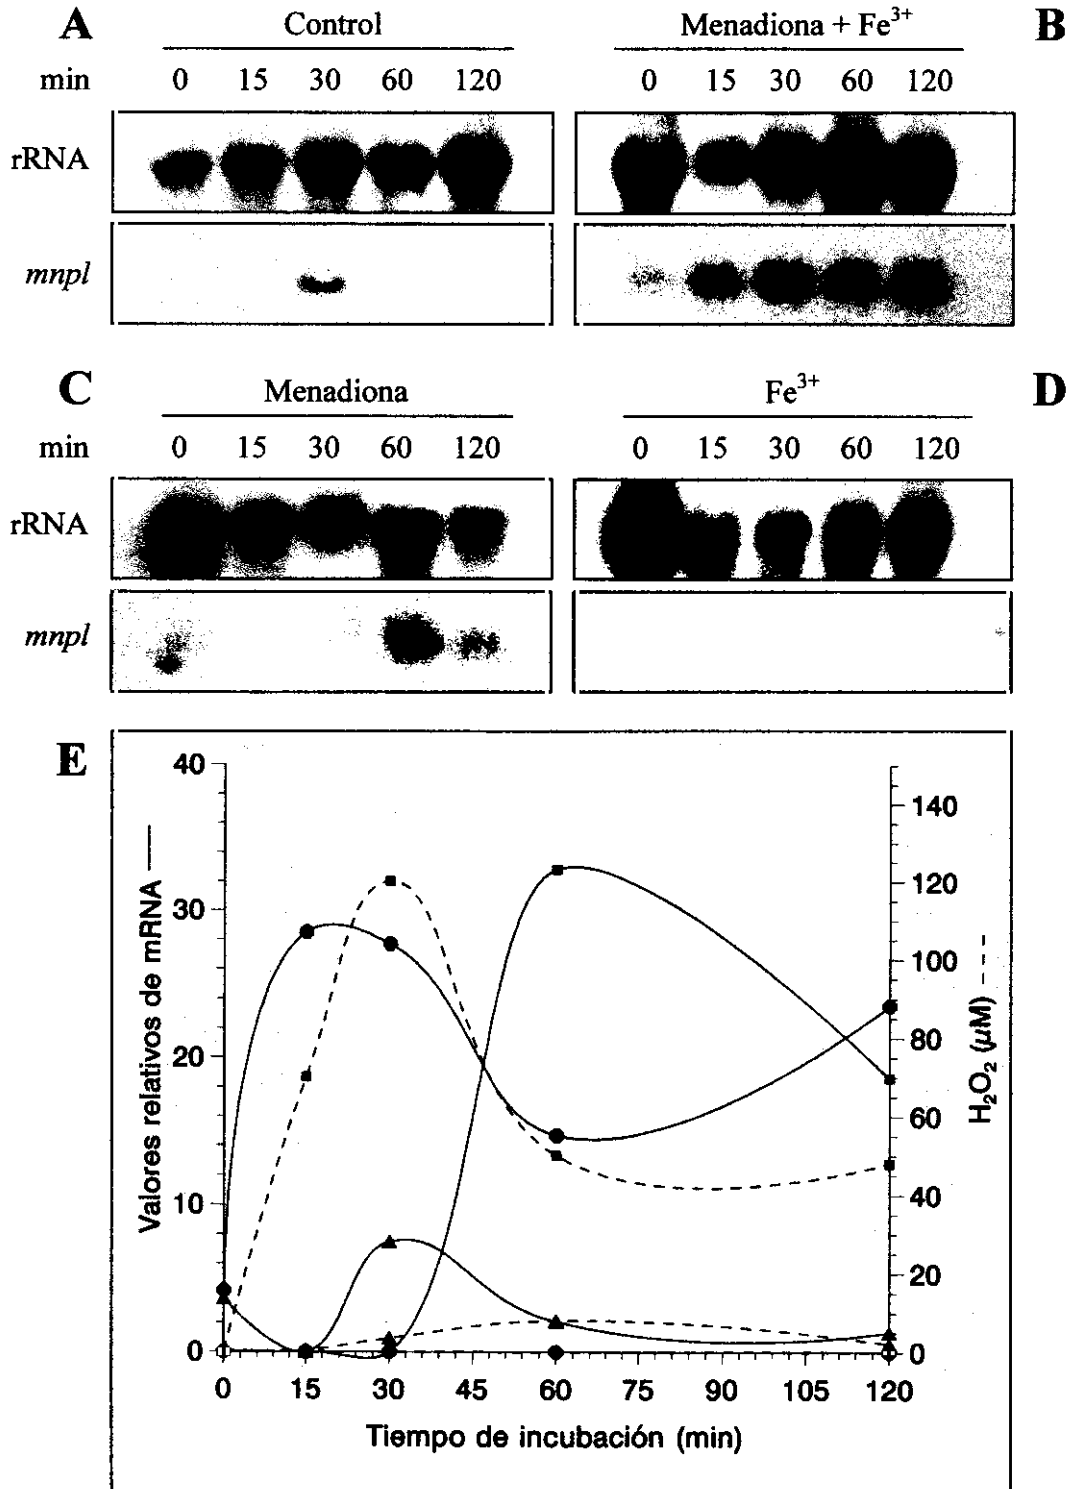 A Control Menadiona + Fe³⁺ B
min 0 15 30 60 120 0 15 30 60 120
rRNA
mnpl
C Menadiona Fe³⁺ D
min 0 15 30 60 120 0 15 30 60 120
rRNA
mnpl
E
Valores relativos de mRNA
40
30
20
10
0
140
120
100
80
60
40
20
0
H₂O₂ (µM)
0 15 30 45 60 75 90 105 120
Tiempo de incubación (min)